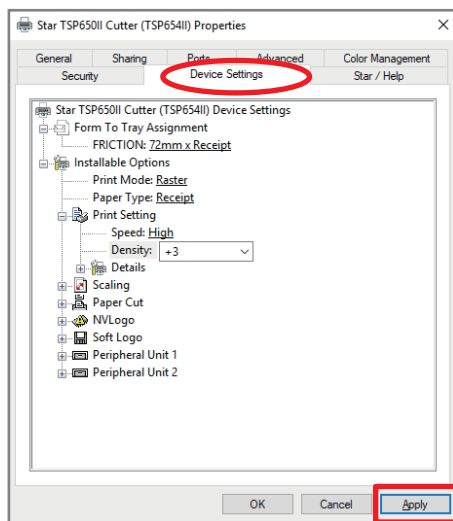 Star TSP650II Cutter (TSP654II) Properties
General Sharing Ports Advanced Color Management
Security Device Settings Star / Help
Star TSP650II Cutter (TSP654II) Device Settings
Form To Tray Assignment
FRICTION: 72mm x Receipt
Installable Options
Print Mode: Raster
Paper Type: Receipt
Print Setting
Speed: High
Density: +3
Details
Scaling
Paper Cut
NVLogo
Soft Logo
Peripheral Unit 1
Peripheral Unit 2
OK Cancel Apply